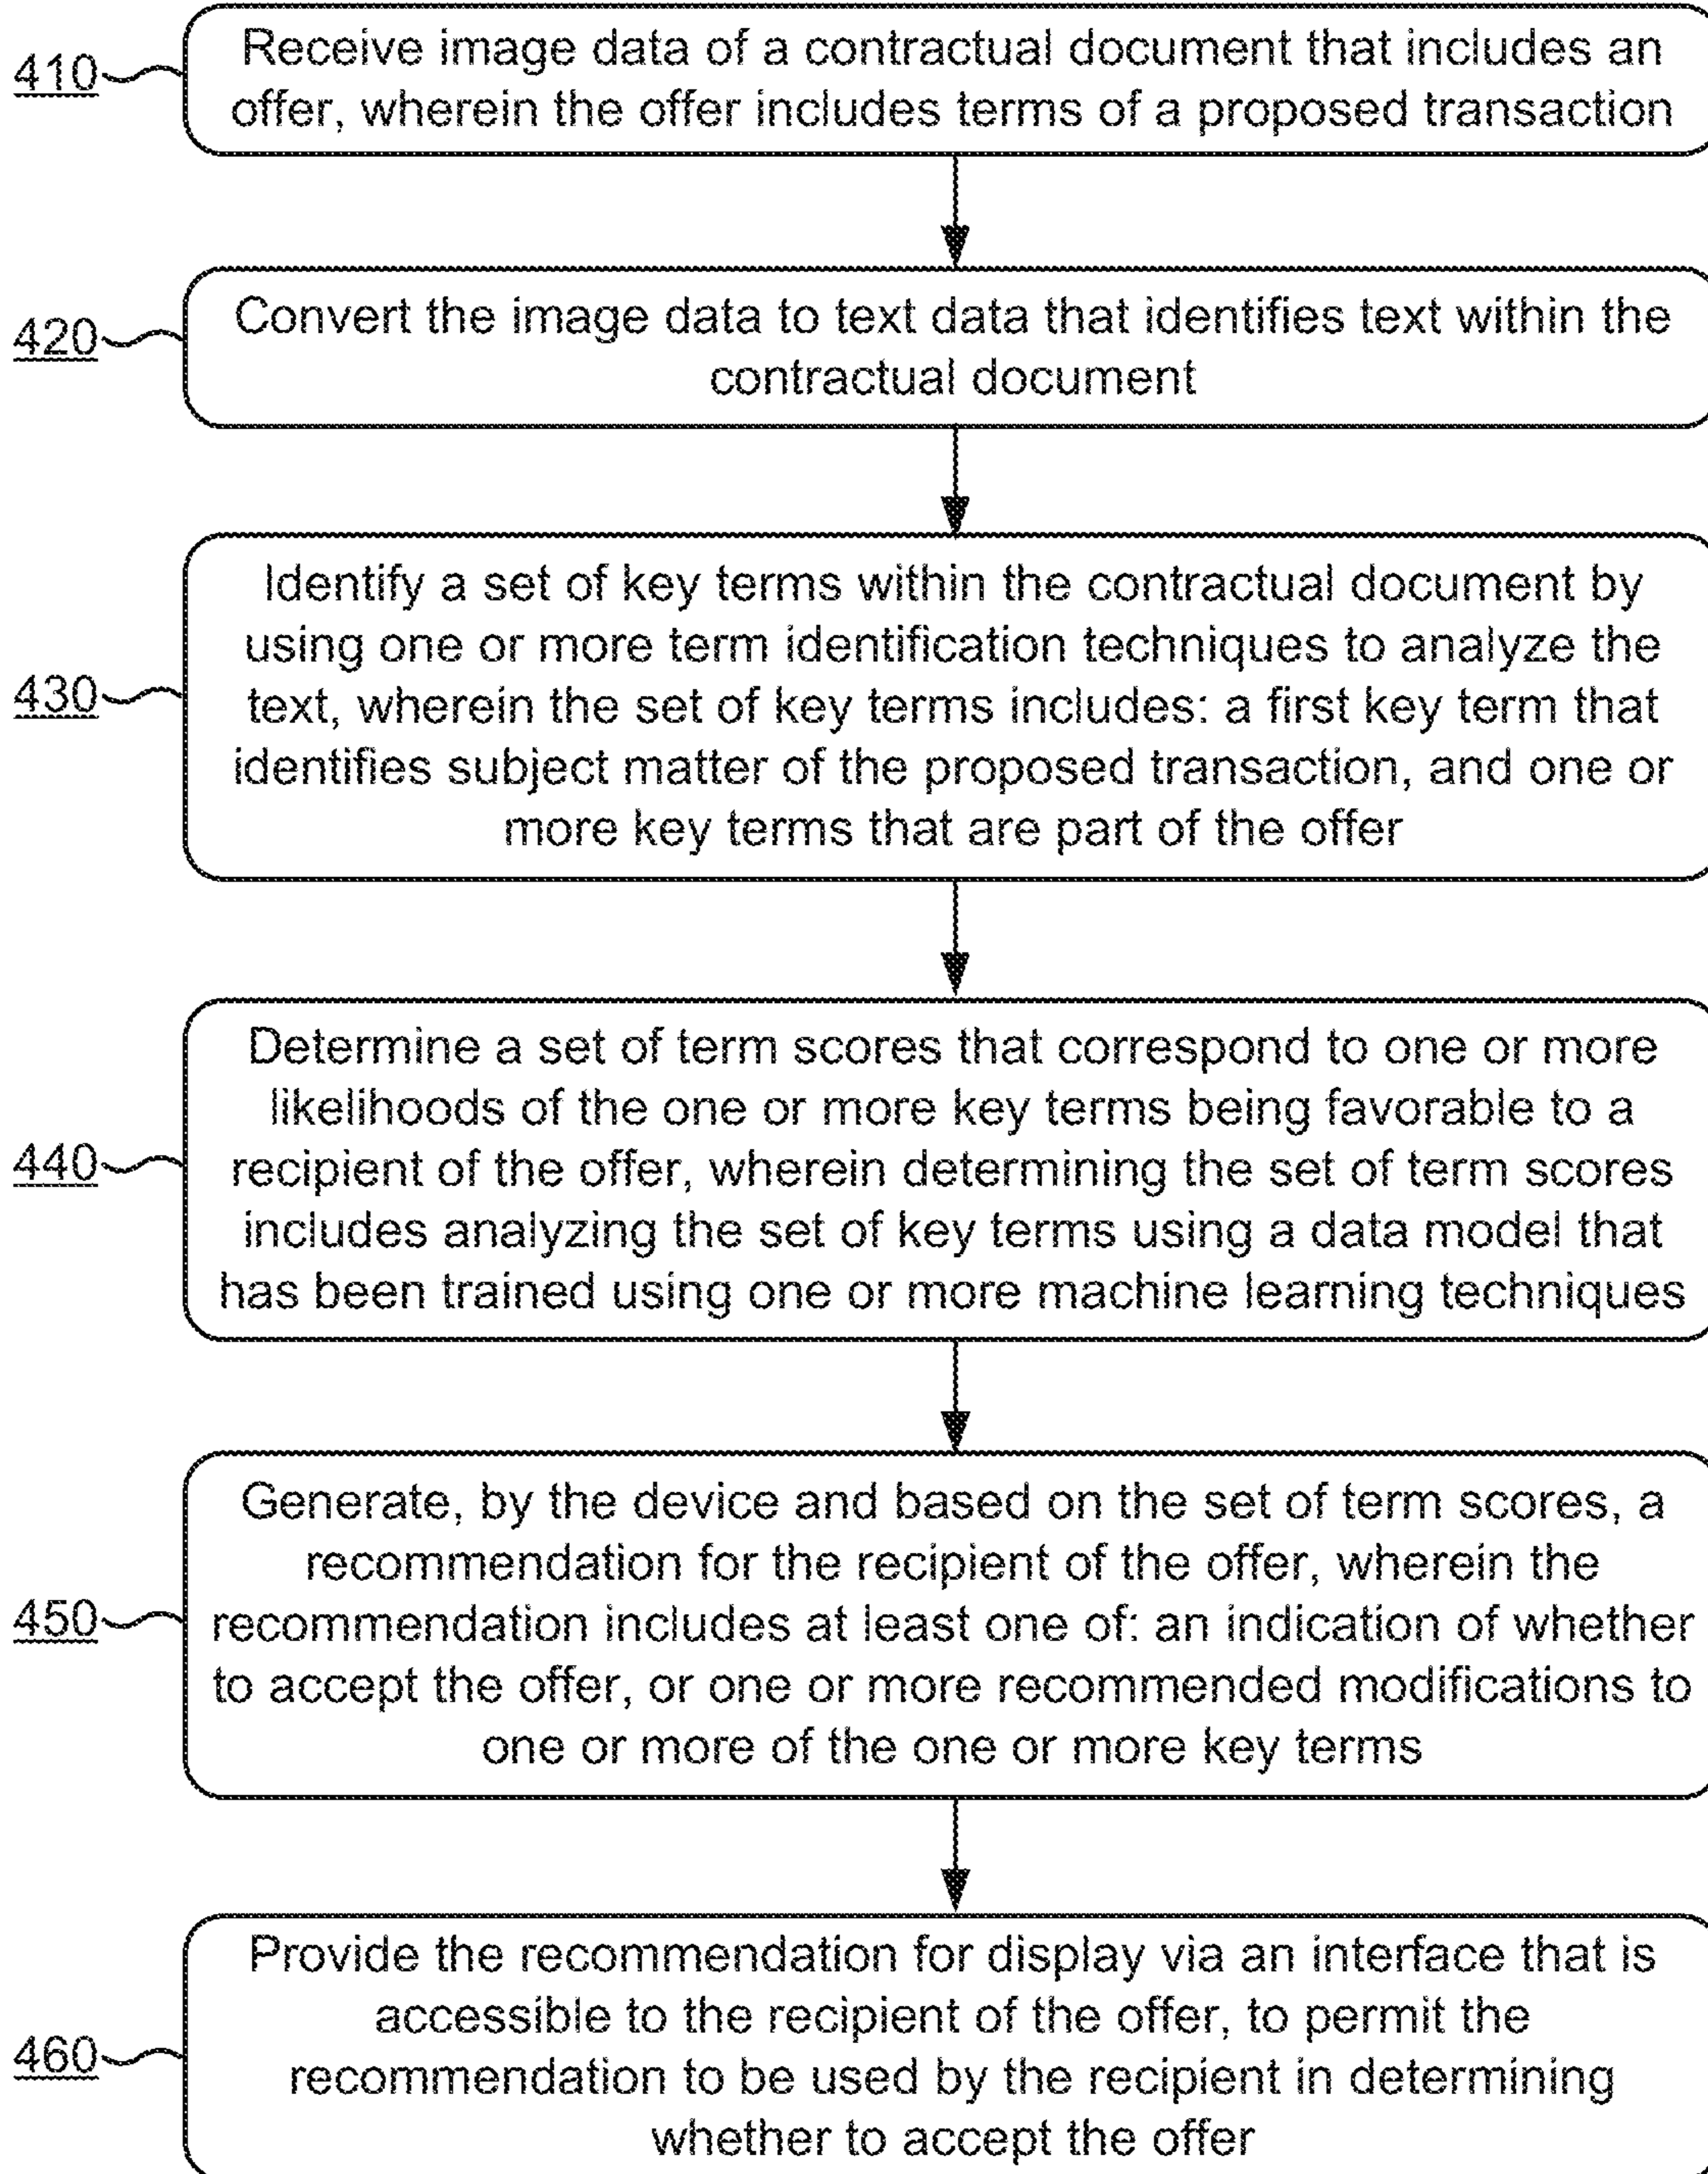 410
Receive image data of a contractual document that includes an
offer, wherein the offer includes terms of a proposed transaction
420
Convert the image data to text data that identifies text within the
contractual document
430
Identify a set of key terms within the contractual document by
using one or more term identification techniques to analyze the
text, wherein the set of key terms includes: a first key term that
identifies subject matter of the proposed transaction, and one or
more key terms that are part of the offer
440
Determine a set of term scores that correspond to one or more
likelihoods of the one or more key terms being favorable to a
recipient of the offer, wherein determining the set of term scores
includes analyzing the set of key terms using a data model that
has been trained using one or more machine learning techniques
450
Generate, by the device and based on the set of term scores, a
recommendation for the recipient of the offer, wherein the
recommendation includes at least one of: an indication of whether
to accept the offer, or one or more recommended modifications to
one or more of the one or more key terms
460
Provide the recommendation for display via an interface that is
accessible to the recipient of the offer, to permit the
recommendation to be used by the recipient in determining
whether to accept the offer